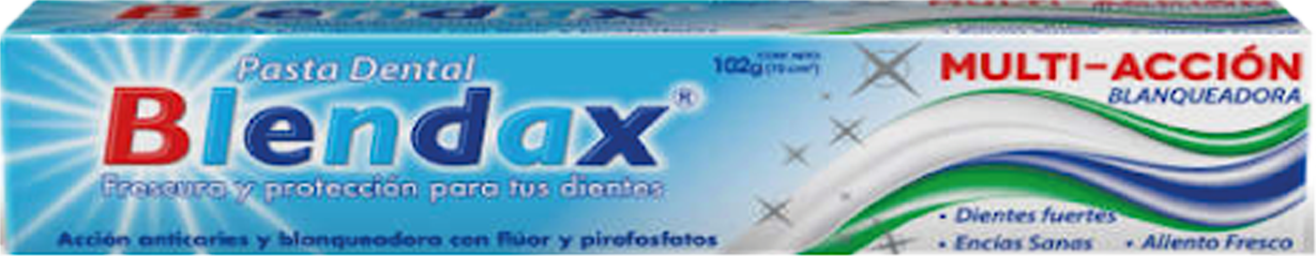 Pasta Dental
Blendax®
Frescura y protección para tus dientes
Acción anticaries y blanqueadora con flúor y pirofosfatos
102g
MULTI-ACCIÓN
BLANQUEADORA
• Dientes fuertes
• Encías Sanas • Aliento Fresco